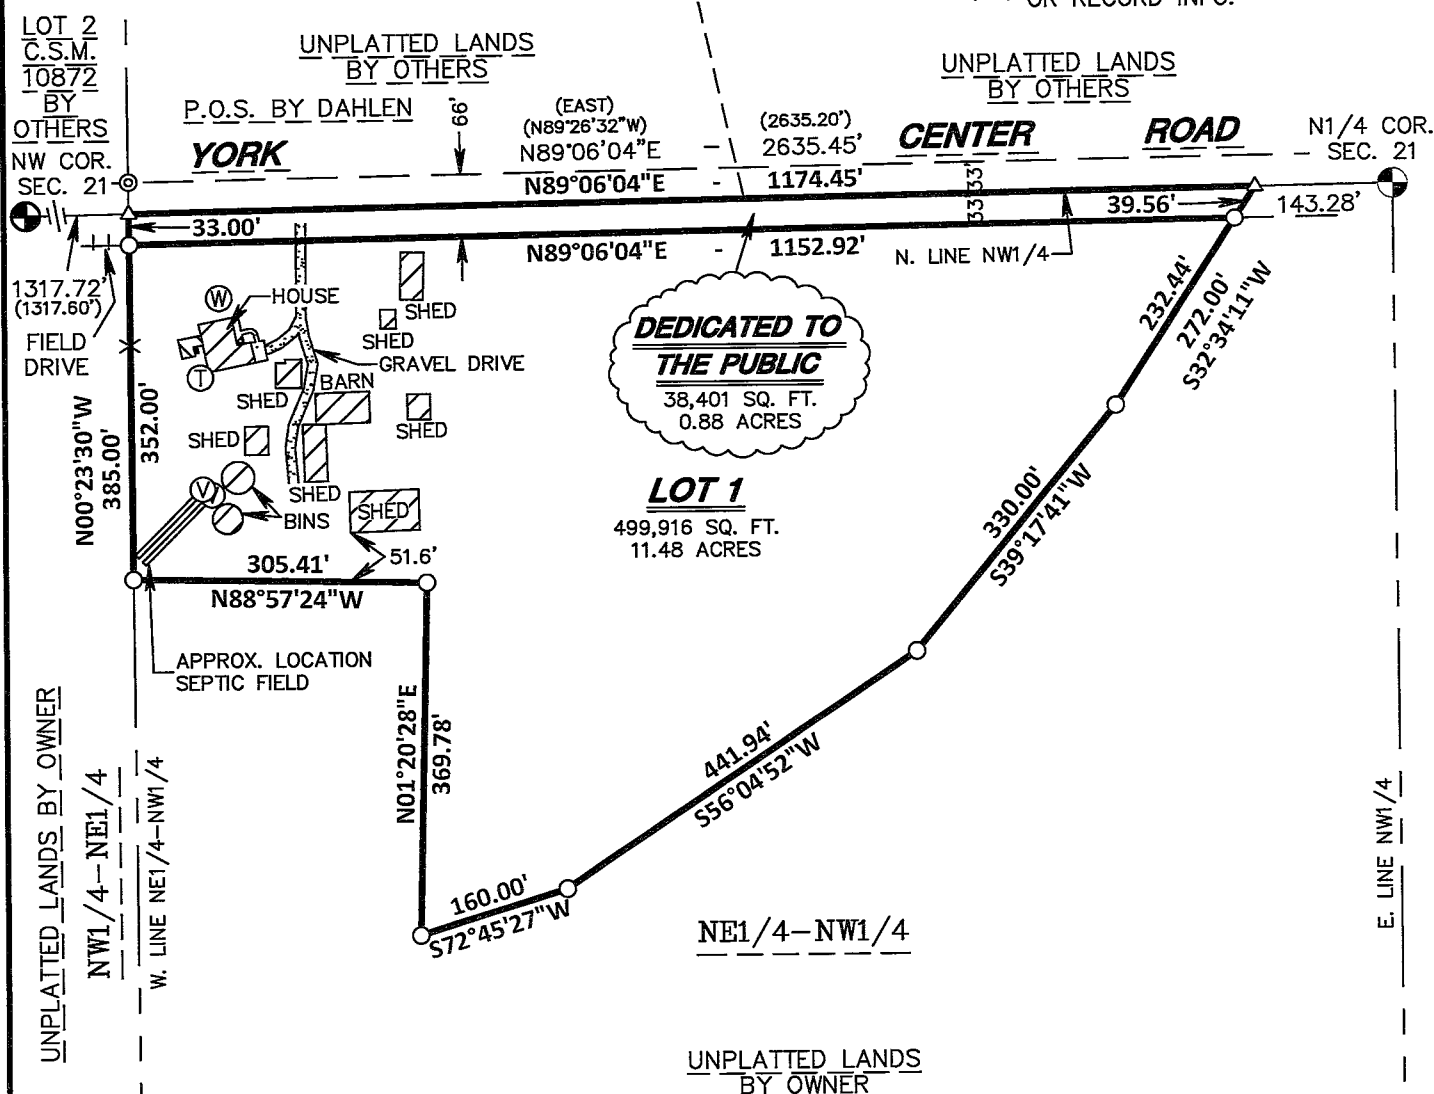 OR RECORD INFO.
LOT 2
C.S.M.
10872
BY
OTHERS
NW COR.
SEC. 21
UNPLATTED LANDS
BY OTHERS
P.O.S. BY DAHLEN
66'
(EAST)
(N89°26'32"W)
N89°06'04"E - 2635.45'
(2635.20')
UNPLATTED LANDS
BY OTHERS
YORK CENTER ROAD
N1/4 COR.
SEC. 21
N89°06'04"E - 1174.45'
33'
33'
39.56'
143.28'
33.00'
N89°06'04"E - 1152.92'
N. LINE NW1/4
1317.72'
(1317.60')
FIELD
DRIVE
W
HOUSE
SHED
SHED
GRAVEL DRIVE
T
SHED
BARN
SHED
SHED
SHED
V
BINS
SHED
DEDICATED TO
THE PUBLIC
38,401 SQ. FT.
0.88 ACRES
LOT 1
499,916 SQ. FT.
11.48 ACRES
232.44'
272.00'
S32°34'11"W
330.00'
S39°17'41"W
N00°23'30"W
385.00'
352.00'
305.41'
N88°57'24"W
51.6'
APPROX. LOCATION
SEPTIC FIELD
N01°20'28"E
369.78'
441.94'
S56°04'52"W
160.00'
S72°45'27"W
UNPLATTED LANDS BY OWNER
NW1/4-NE1/4
W. LINE NE1/4-NW1/4
NE1/4-NW1/4
E. LINE NW1/4
UNPLATTED LANDS
BY OWNER